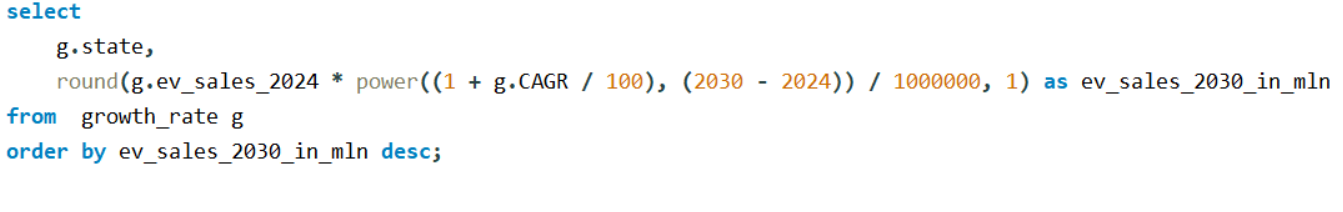 select
g.state,
round(g.ev_sales_2024 * power((1 + g.CAGR / 100), (2030 - 2024)) / 1000000, 1) as ev_sales_2030_in_mln
from  growth_rate g
order by ev_sales_2030_in_mln desc;